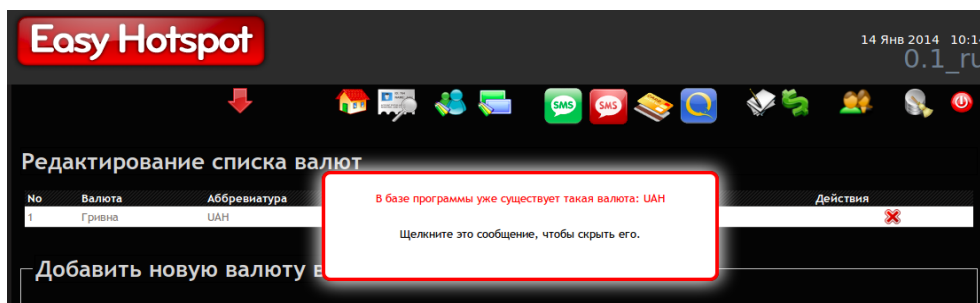 Easy Hotspot
14 Янв 2014 10:14
0.1_ru
SMS SMS
Редактирование списка валют
No Валюта Аббревиатура Действия
1 Гривна UAH
В базе программы уже существует такая валюта: UAH
Щелкните это сообщение, чтобы скрыть его.
Добавить новую валюту в